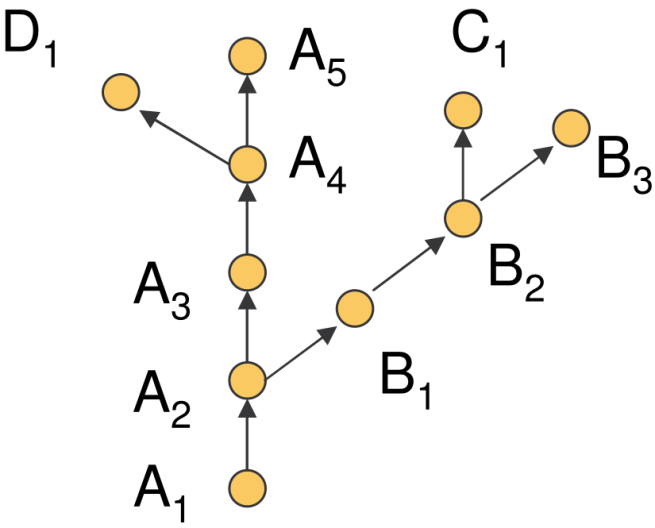 D₁
A₅
C₁
A₄
B₃
A₃
B₂
A₂
B₁
A₁